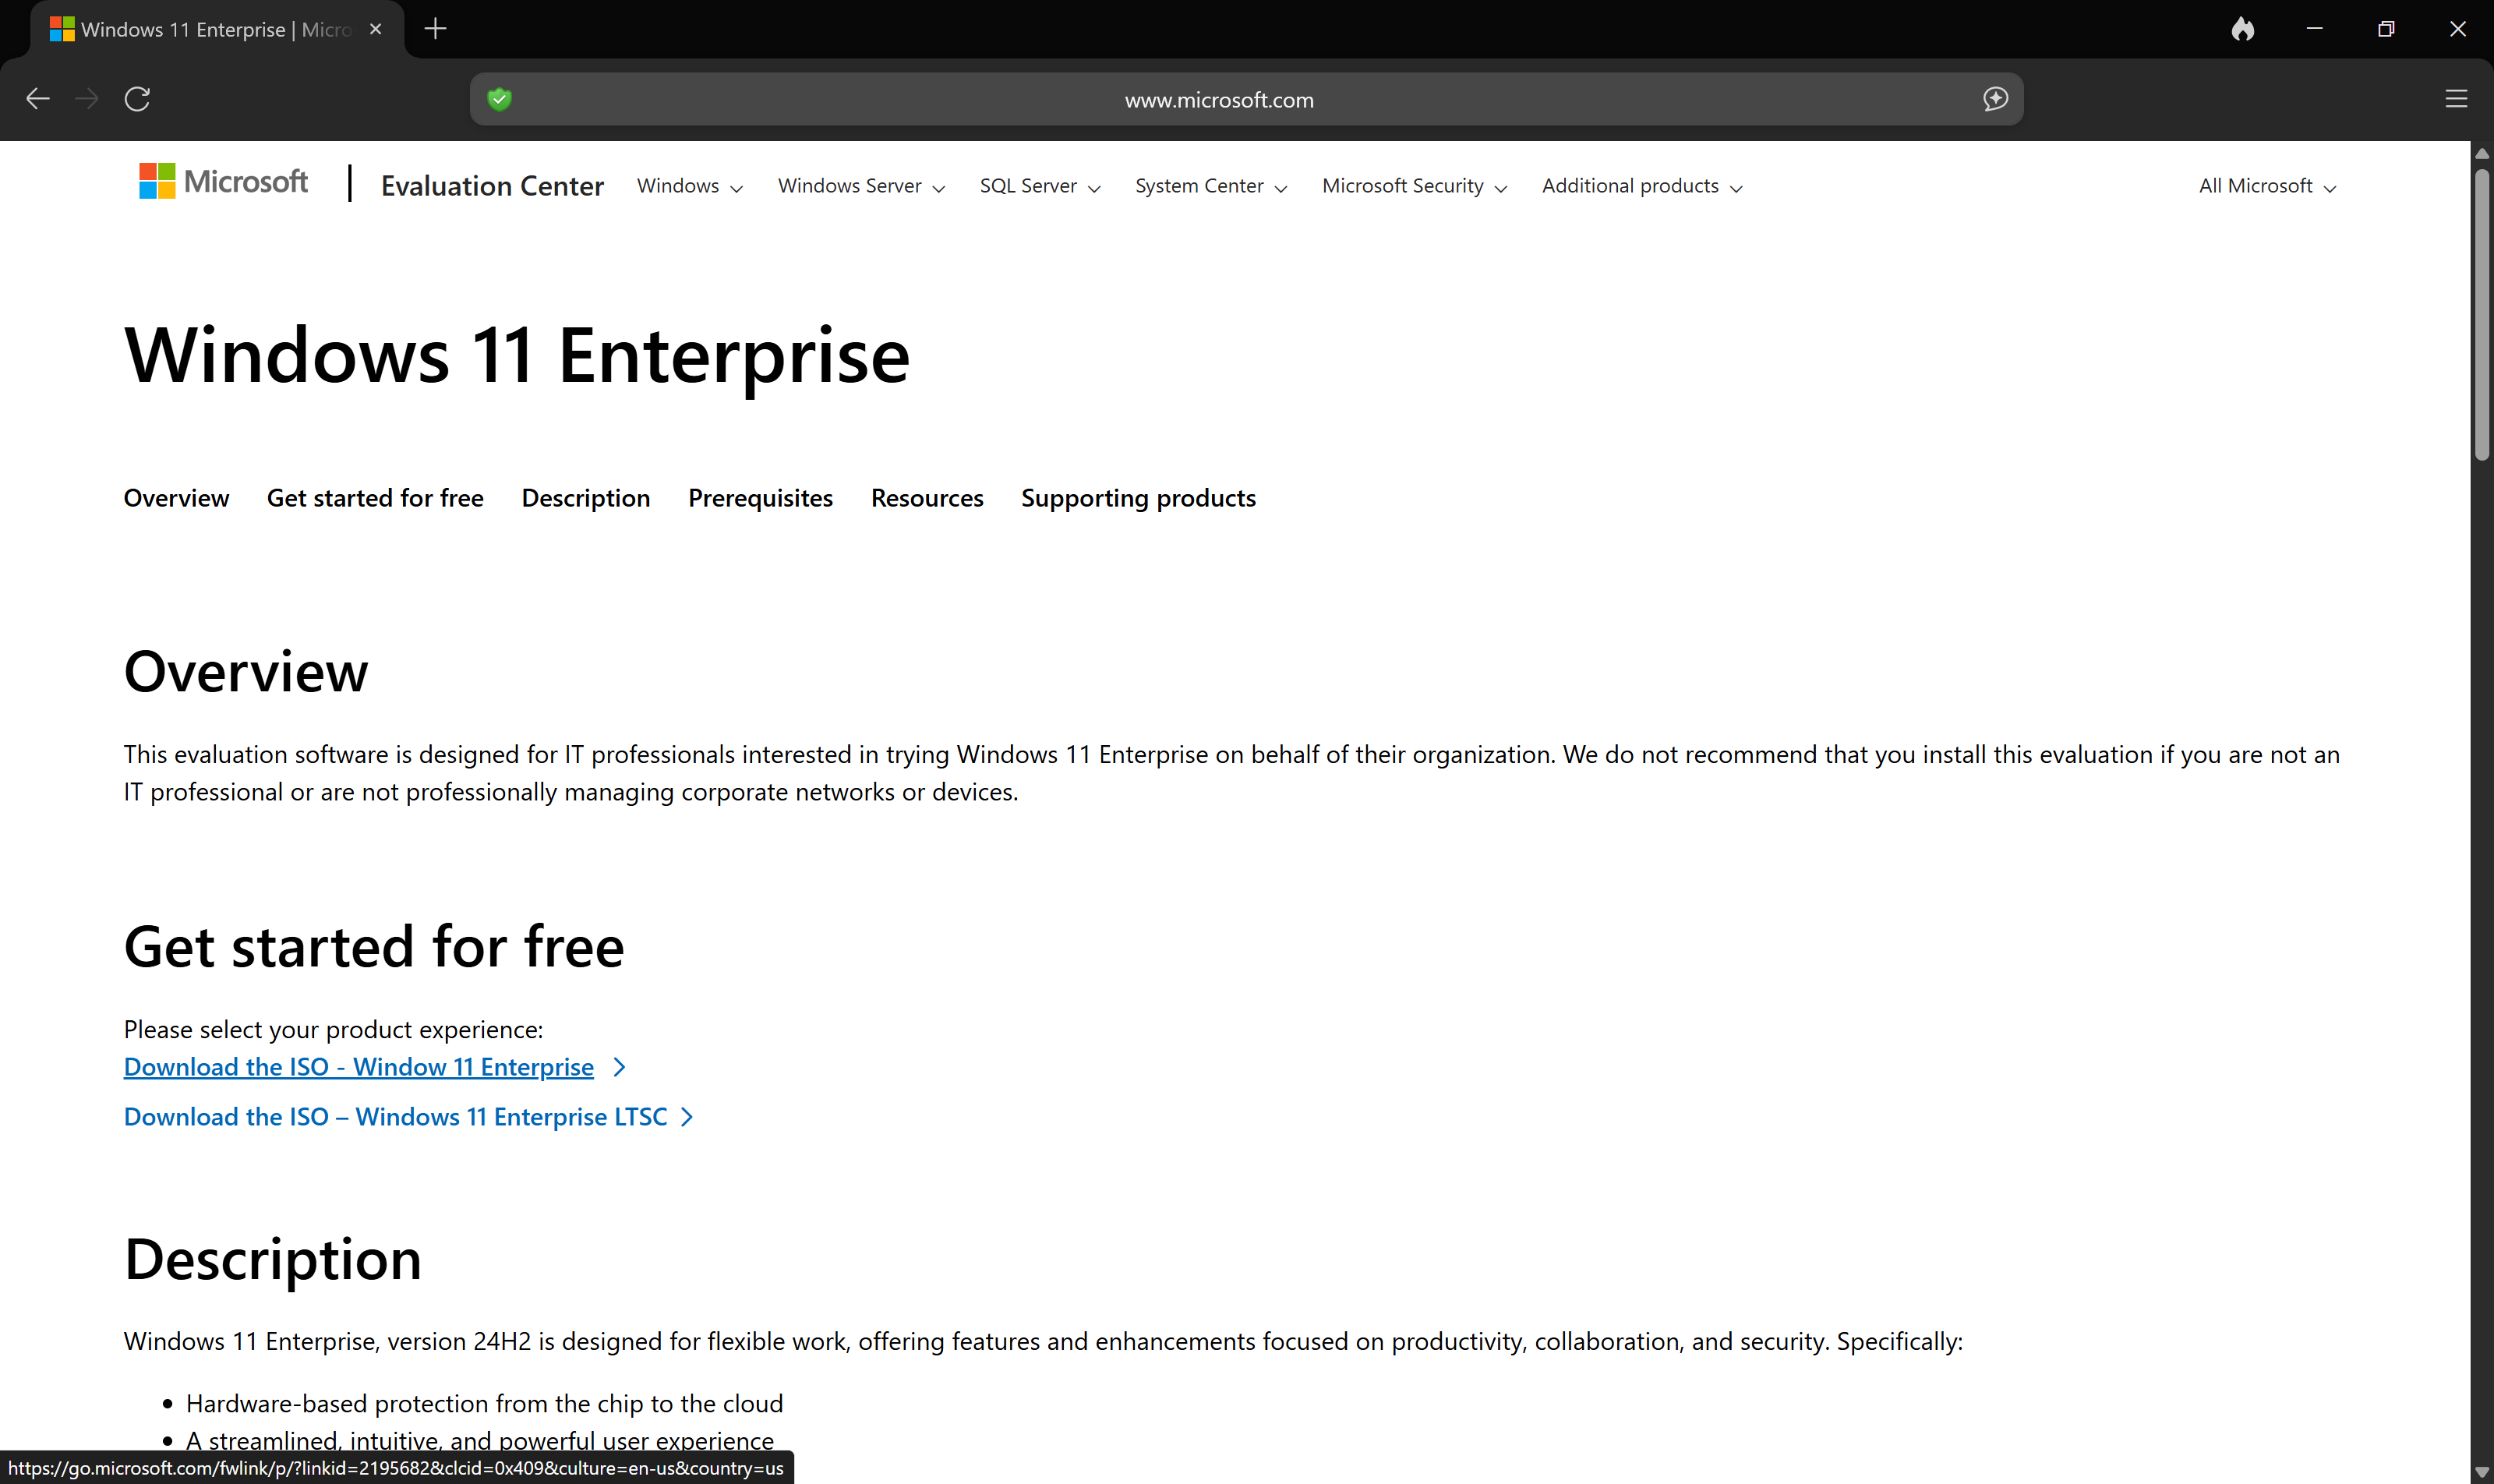 Windows 11 Enterprise | Micro
www.microsoft.com
Microsoft | Evaluation Center Windows Windows Server SQL Server System Center Microsoft Security Additional products All Microsoft
Windows 11 Enterprise
Overview Get started for free Description Prerequisites Resources Supporting products
Overview
This evaluation software is designed for IT professionals interested in trying Windows 11 Enterprise on behalf of their organization. We do not recommend that you install this evaluation if you are not an
IT professional or are not professionally managing corporate networks or devices.
Get started for free
Please select your product experience:
Download the ISO - Window 11 Enterprise
Download the ISO – Windows 11 Enterprise LTSC
Description
Windows 11 Enterprise, version 24H2 is designed for flexible work, offering features and enhancements focused on productivity, collaboration, and security. Specifically:
• Hardware-based protection from the chip to the cloud
• A streamlined, intuitive, and powerful user experience
https://go.microsoft.com/fwlink/p/?linkid=2195682&clcid=0x409&culture=en-us&country=us